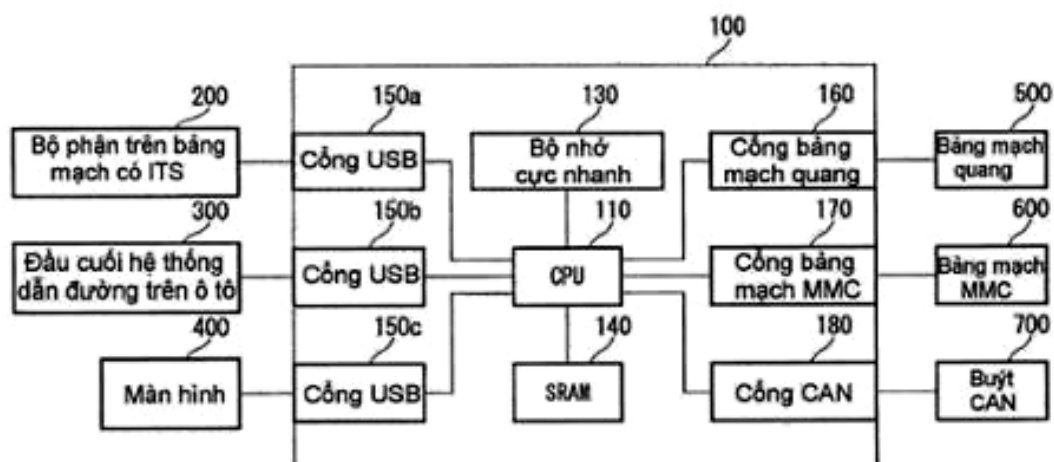 100
200
150a
130
160
500
Bộ phận trên bảng
mạch có ITS
Cổng USB
Bộ nhớ
cực nhanh
Cổng bảng
mạch quang
Bảng mạch
quang
300
150b
110
170
600
Đầu cuối hệ thống
dẫn đường trên ô tô
Cổng USB
CPU
Cổng bảng
mạch MMC
Bảng mạch
MMC
400
150c
140
180
700
Màn hình
Cổng USB
SRAM
Cổng CAN
Buýt
CAN